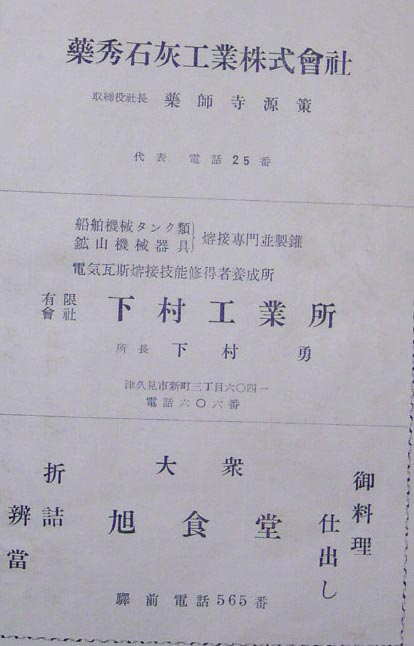 藥秀石灰工業株式會社
取締役社長 藥師寺源策
代表 電話25番
船舶機械タンク類
鉱山機械器具
熔接専門並製鑵
電気瓦斯熔接技能修得者養成所
有限會社 下村工業所
所長 下村 勇
津久見市新町三丁目六〇四一
電話六〇六番
御料理
仕出し
大衆
旭食堂
折詰
辨當
驛前 電話565番